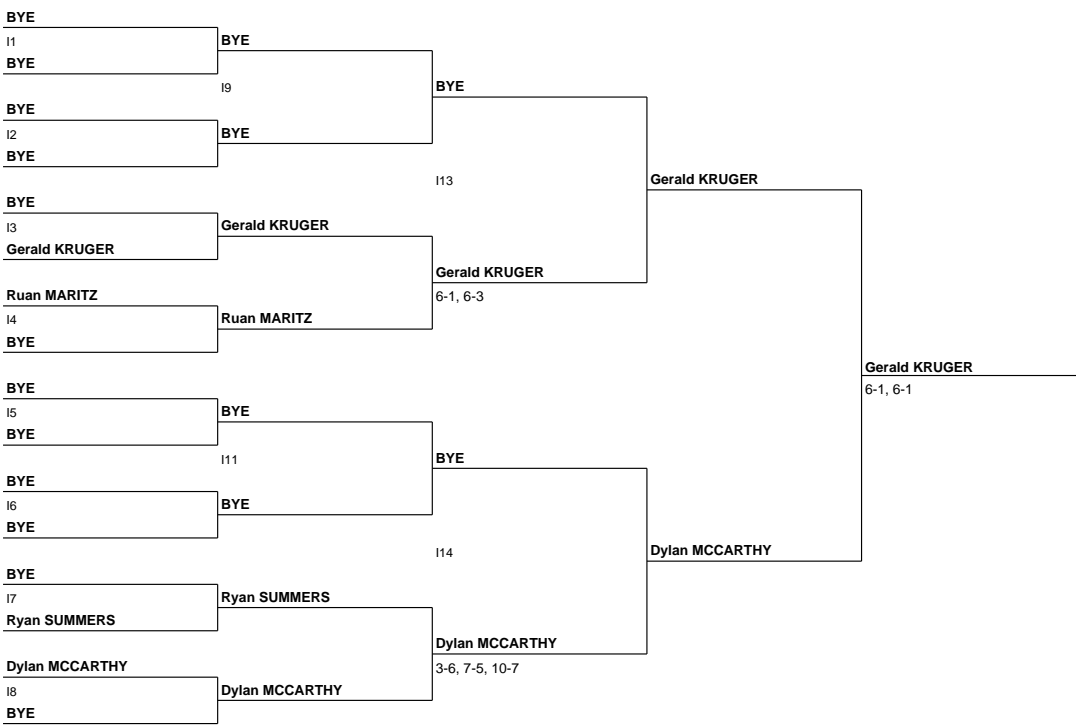 BYE
I1
BYE
BYE
I9
BYE
I2
BYE
BYE
BYE
I13
BYE
I3
Gerald KRUGER
Gerald KRUGER
Gerald KRUGER
6-1, 6-3
Ruan MARITZ
I4
BYE
Ruan MARITZ
Gerald KRUGER
Gerald KRUGER
6-1, 6-1
BYE
I5
BYE
BYE
I11
BYE
I6
BYE
BYE
BYE
I14
Dylan MCCARTHY
BYE
I7
Ryan SUMMERS
Ryan SUMMERS
Dylan MCCARTHY
3-6, 7-5, 10-7
Dylan MCCARTHY
I8
BYE
Dylan MCCARTHY